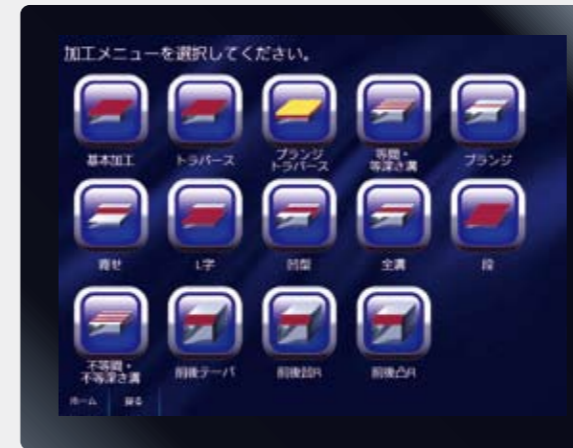 加工メニューを選択してください。
基本加工
トラバース
プランジ
トラバース
等間・
等深さ溝
プランジ
寄せ
L字
凹型
全溝
段
不等間・
不等深さ溝
前後テーパ
前後凹R
前後凸R
ホーム
戻る